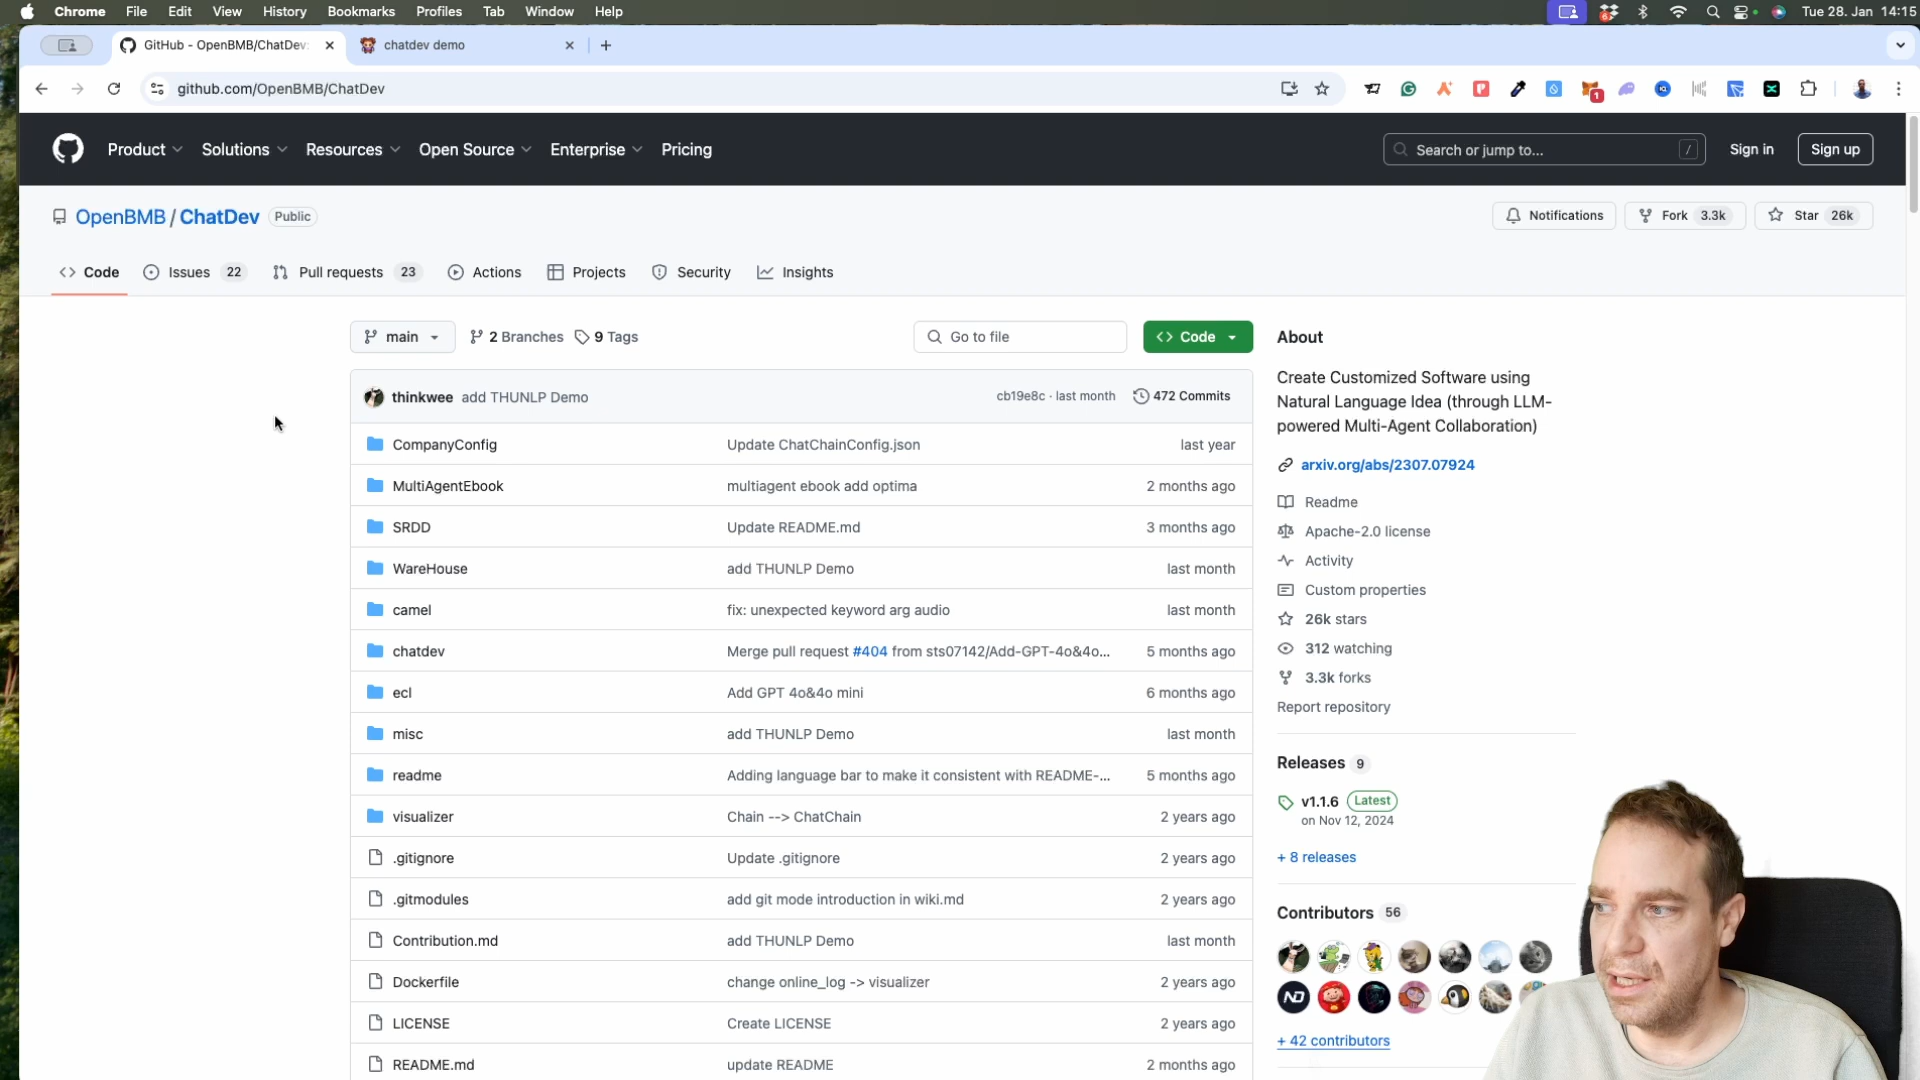 Chrome File Edit View History Bookmarks Profiles Tab Window Help Tue 28. Jan 14:15
GitHub - OpenBMB/ChatDev: chatdev demo
github.com/OpenBMB/ChatDev
Product Solutions Resources Open Source Enterprise Pricing Search or jump to... / Sign in Sign up
OpenBMB / ChatDev Public Notifications Fork 3.3k Star 26k
Code Issues 22 Pull requests 23 Actions Projects Security Insights
main 2 Branches 9 Tags Go to file Code
thinkwee add THUNLP Demo cb19e8c · last month 472 Commits
CompanyConfig Update ChatChainConfig.json last year
MultiAgentEbook multiagent ebook add optima 2 months ago
SRDD Update README.md 3 months ago
WareHouse add THUNLP Demo last month
camel fix: unexpected keyword arg audio last month
chatdev Merge pull request #404 from sts07142/Add-GPT-4o&4o... 5 months ago
ecl Add GPT 4o&4o mini 6 months ago
misc add THUNLP Demo last month
readme Adding language bar to make it consistent with README-... 5 months ago
visualizer Chain --> ChatChain 2 years ago
.gitignore Update .gitignore 2 years ago
.gitmodules add git mode introduction in wiki.md 2 years ago
Contribution.md add THUNLP Demo last month
Dockerfile change online_log -> visualizer 2 years ago
LICENSE Create LICENSE 2 years ago
README.md update README 2 months ago
About
Create Customized Software using
Natural Language Idea (through LLM-
powered Multi-Agent Collaboration)
arxiv.org/abs/2307.07924
Readme
Apache-2.0 license
Activity
Custom properties
26k stars
312 watching
3.3k forks
Report repository
Releases 9
v1.1.6 Latest
on Nov 12, 2024
+ 8 releases
Contributors 56
+ 42 contributors